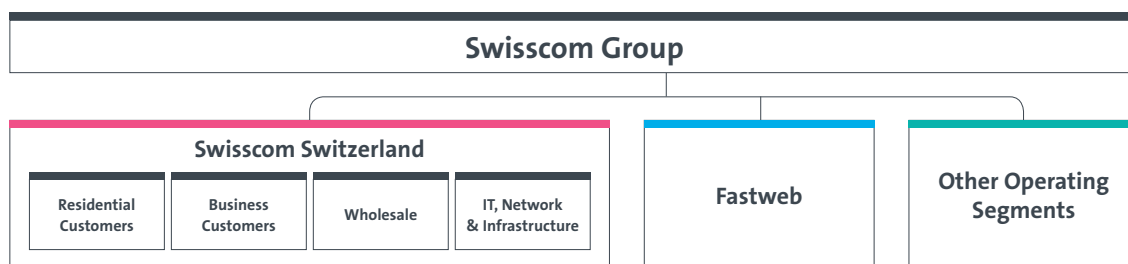 Swisscom Group
Swisscom Switzerland
Residential
Customers
Business
Customers
Wholesale
IT, Network
& Infrastructure
Fastweb
Other Operating
Segments